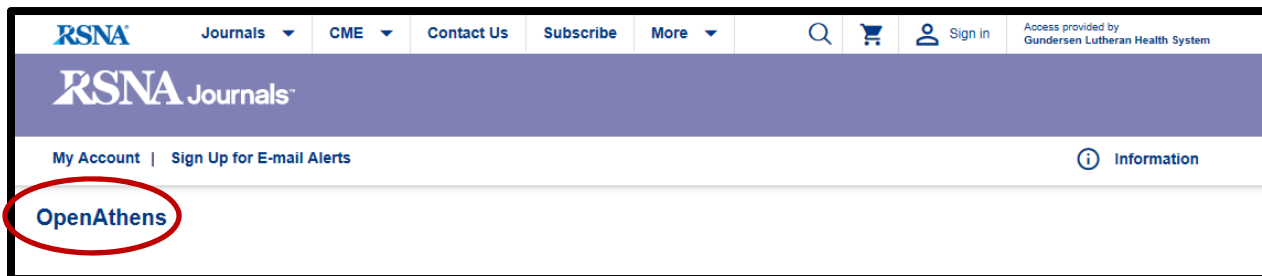 RSNA Journals CME Contact Us Subscribe More Sign in Access provided by
Gundersen Lutheran Health System
RSNA Journals™
My Account | Sign Up for E-mail Alerts Information
OpenAthens